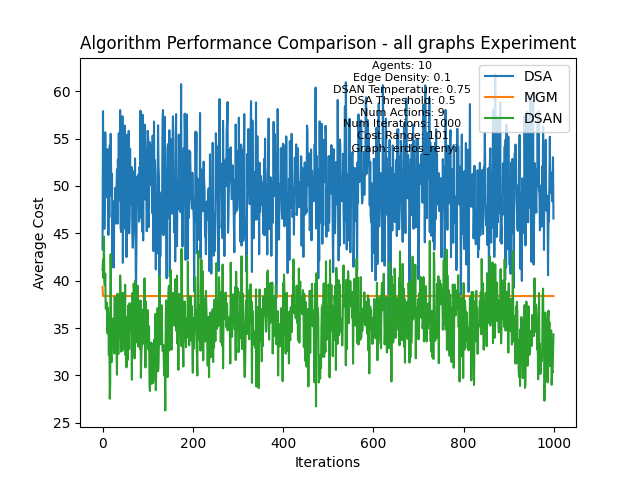 Algorithm Performance Comparison - all graphs Experiment
Agents: 10
Edge Density: 0.1
DSAN Temperature: 0.75
DSA Threshold: 0.5
Num Actions: 9
Num Iterations: 1000
Cost Range: 101
Graph: erdos_renyi
DSA
MGM
DSAN
60
55
50
45
40
35
30
25
Average Cost
0 200 400 600 800 1000
Iterations